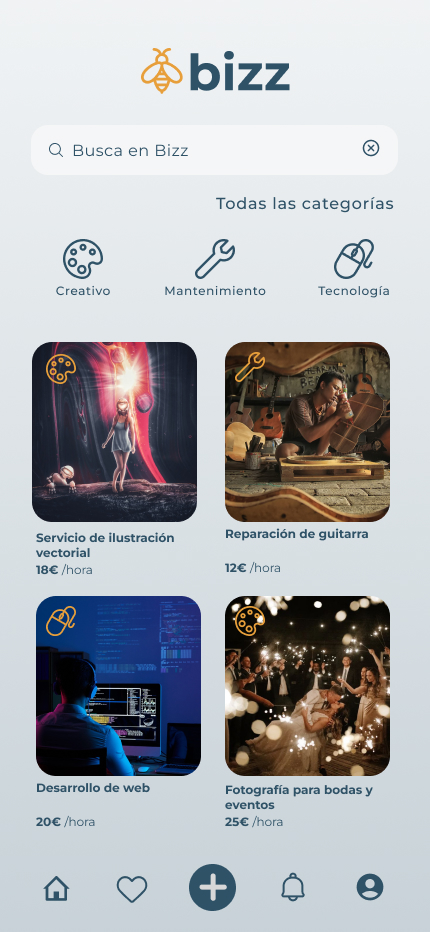 bizz
Busca en Bizz
Todas las categorías
Creativo
Mantenimiento
Tecnología
Servicio de ilustración
vectorial
18€ /hora
Reparación de guitarra
12€ /hora
Desarrollo de web
20€ /hora
Fotografía para bodas y
eventos
25€ /hora